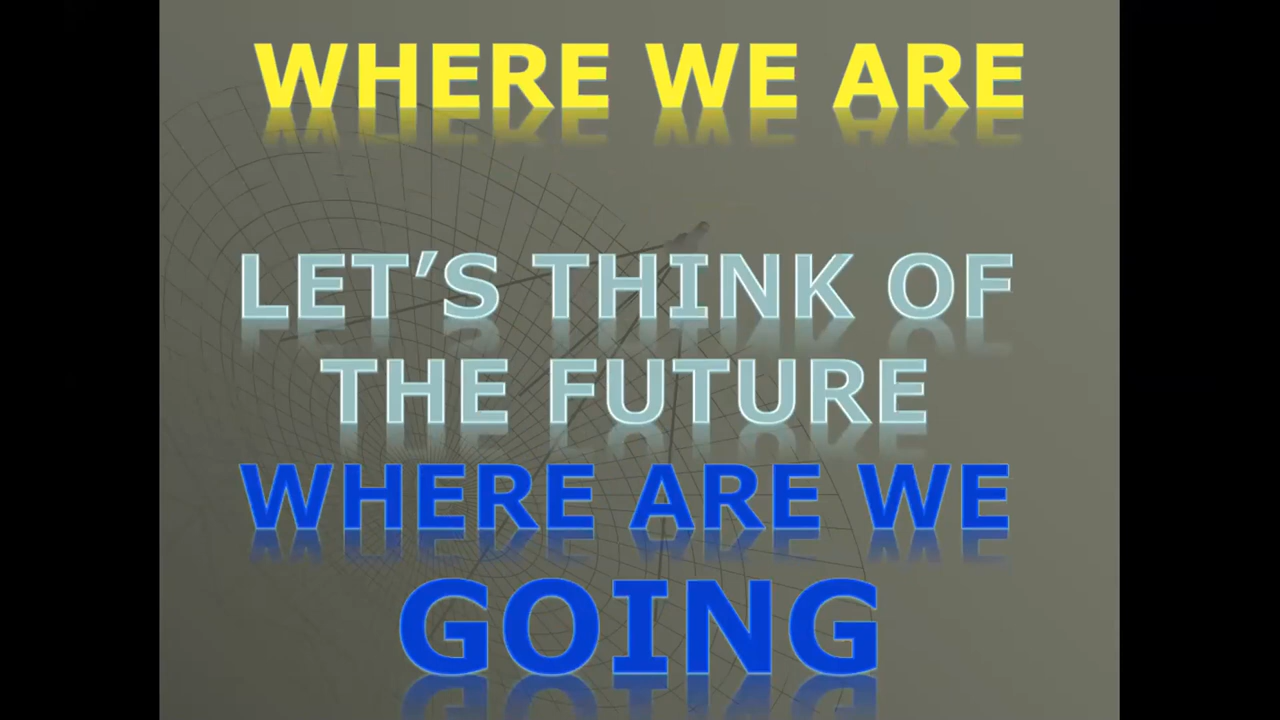 WHERE WE ARE
LET’S THINK OF
THE FUTURE
WHERE ARE WE
GOING